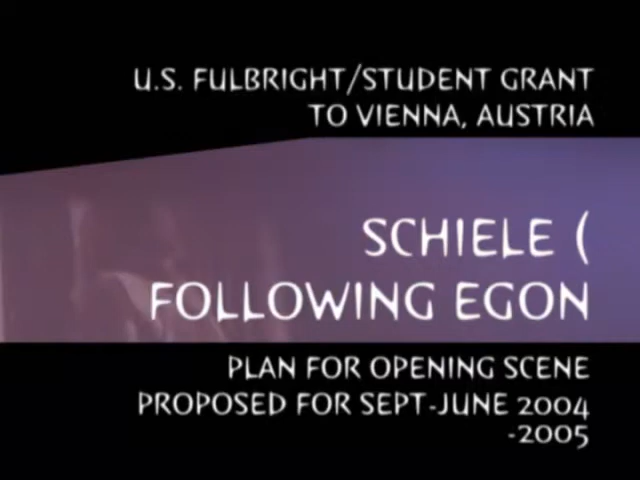 U.S. FULBRIGHT/STUDENT GRANT
TO VIENNA, AUSTRIA
SCHIELE (
FOLLOWING EGON
PLAN FOR OPENING SCENE
PROPOSED FOR SEPT-JUNE 2004
-2005